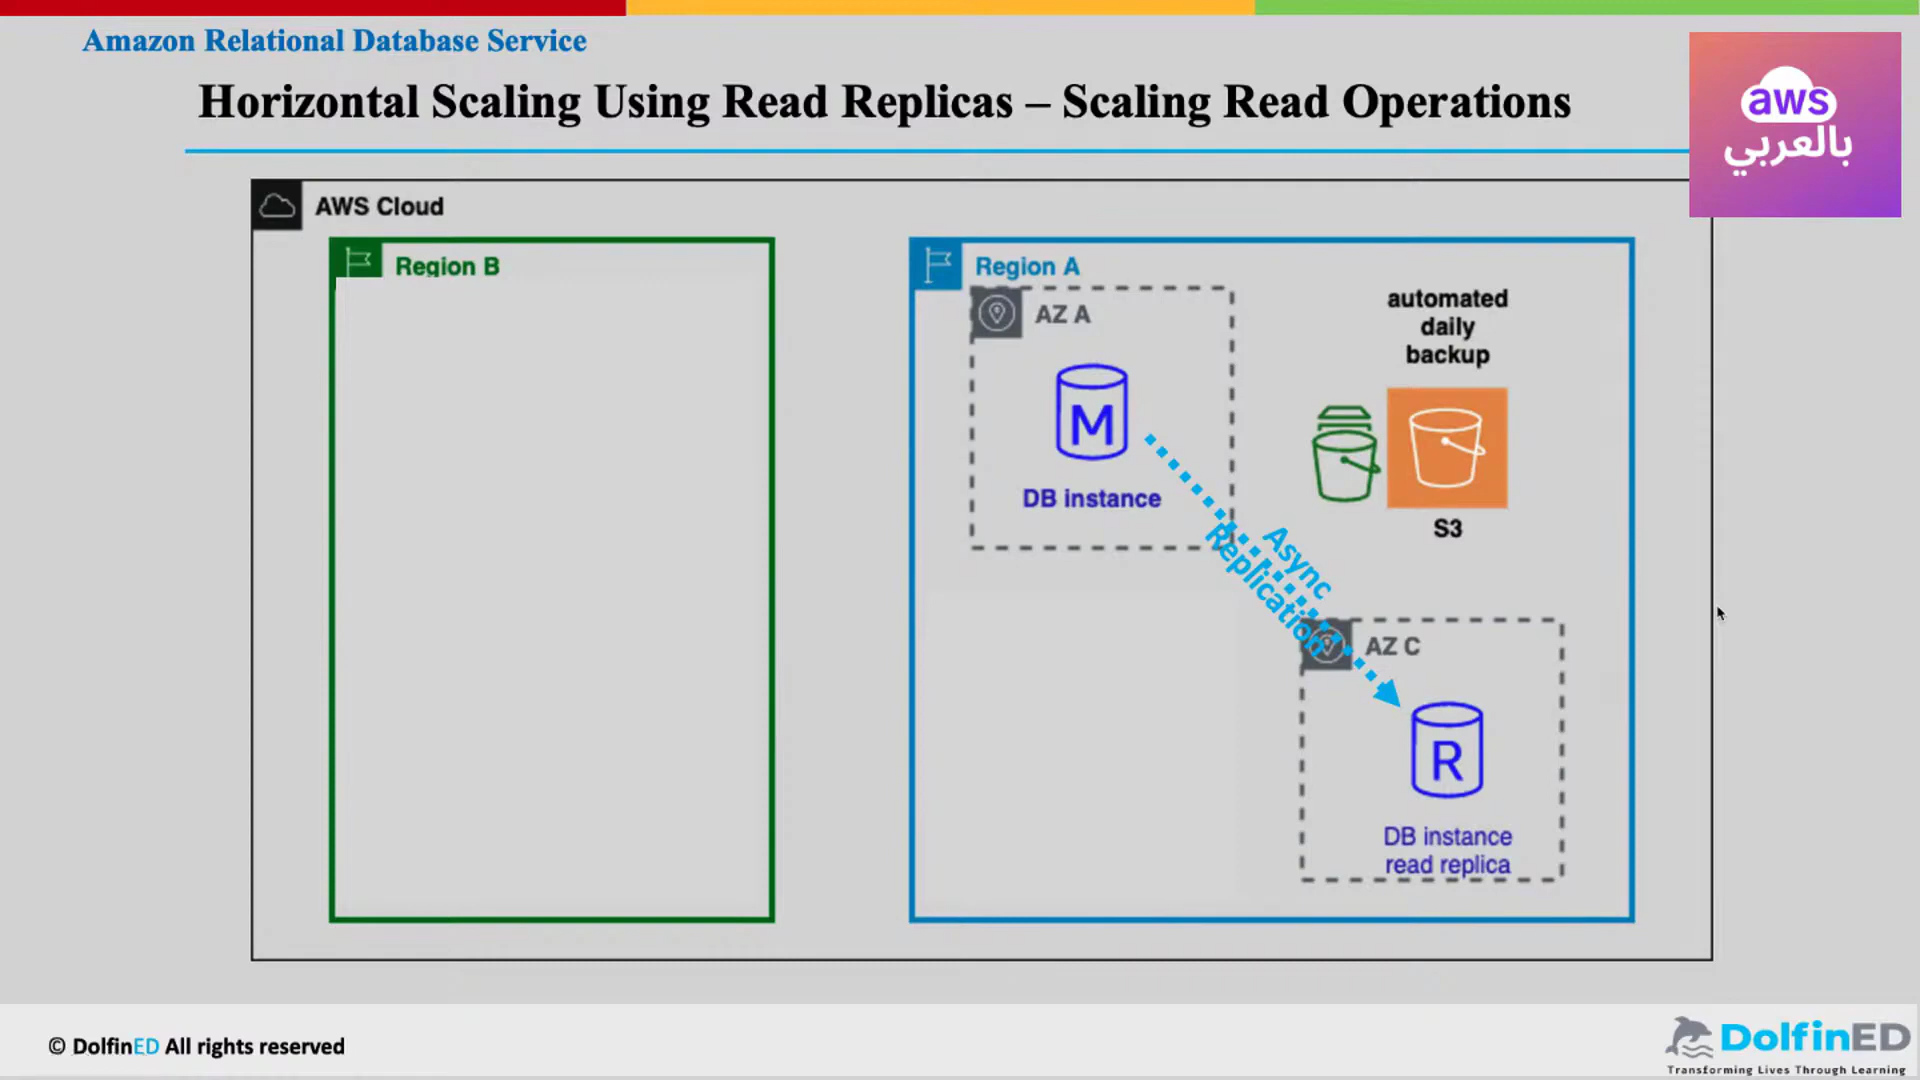 Amazon Relational Database Service
Horizontal Scaling Using Read Replicas – Scaling Read Operations
aws
بالعربي
AWS Cloud
Region B
Region A
AZ A
M
DB instance
automated
daily
backup
S3
Async
Replication
AZ C
R
DB instance
read replica
© DolfinED All rights reserved
DolfinED
Transforming Lives Through Learning